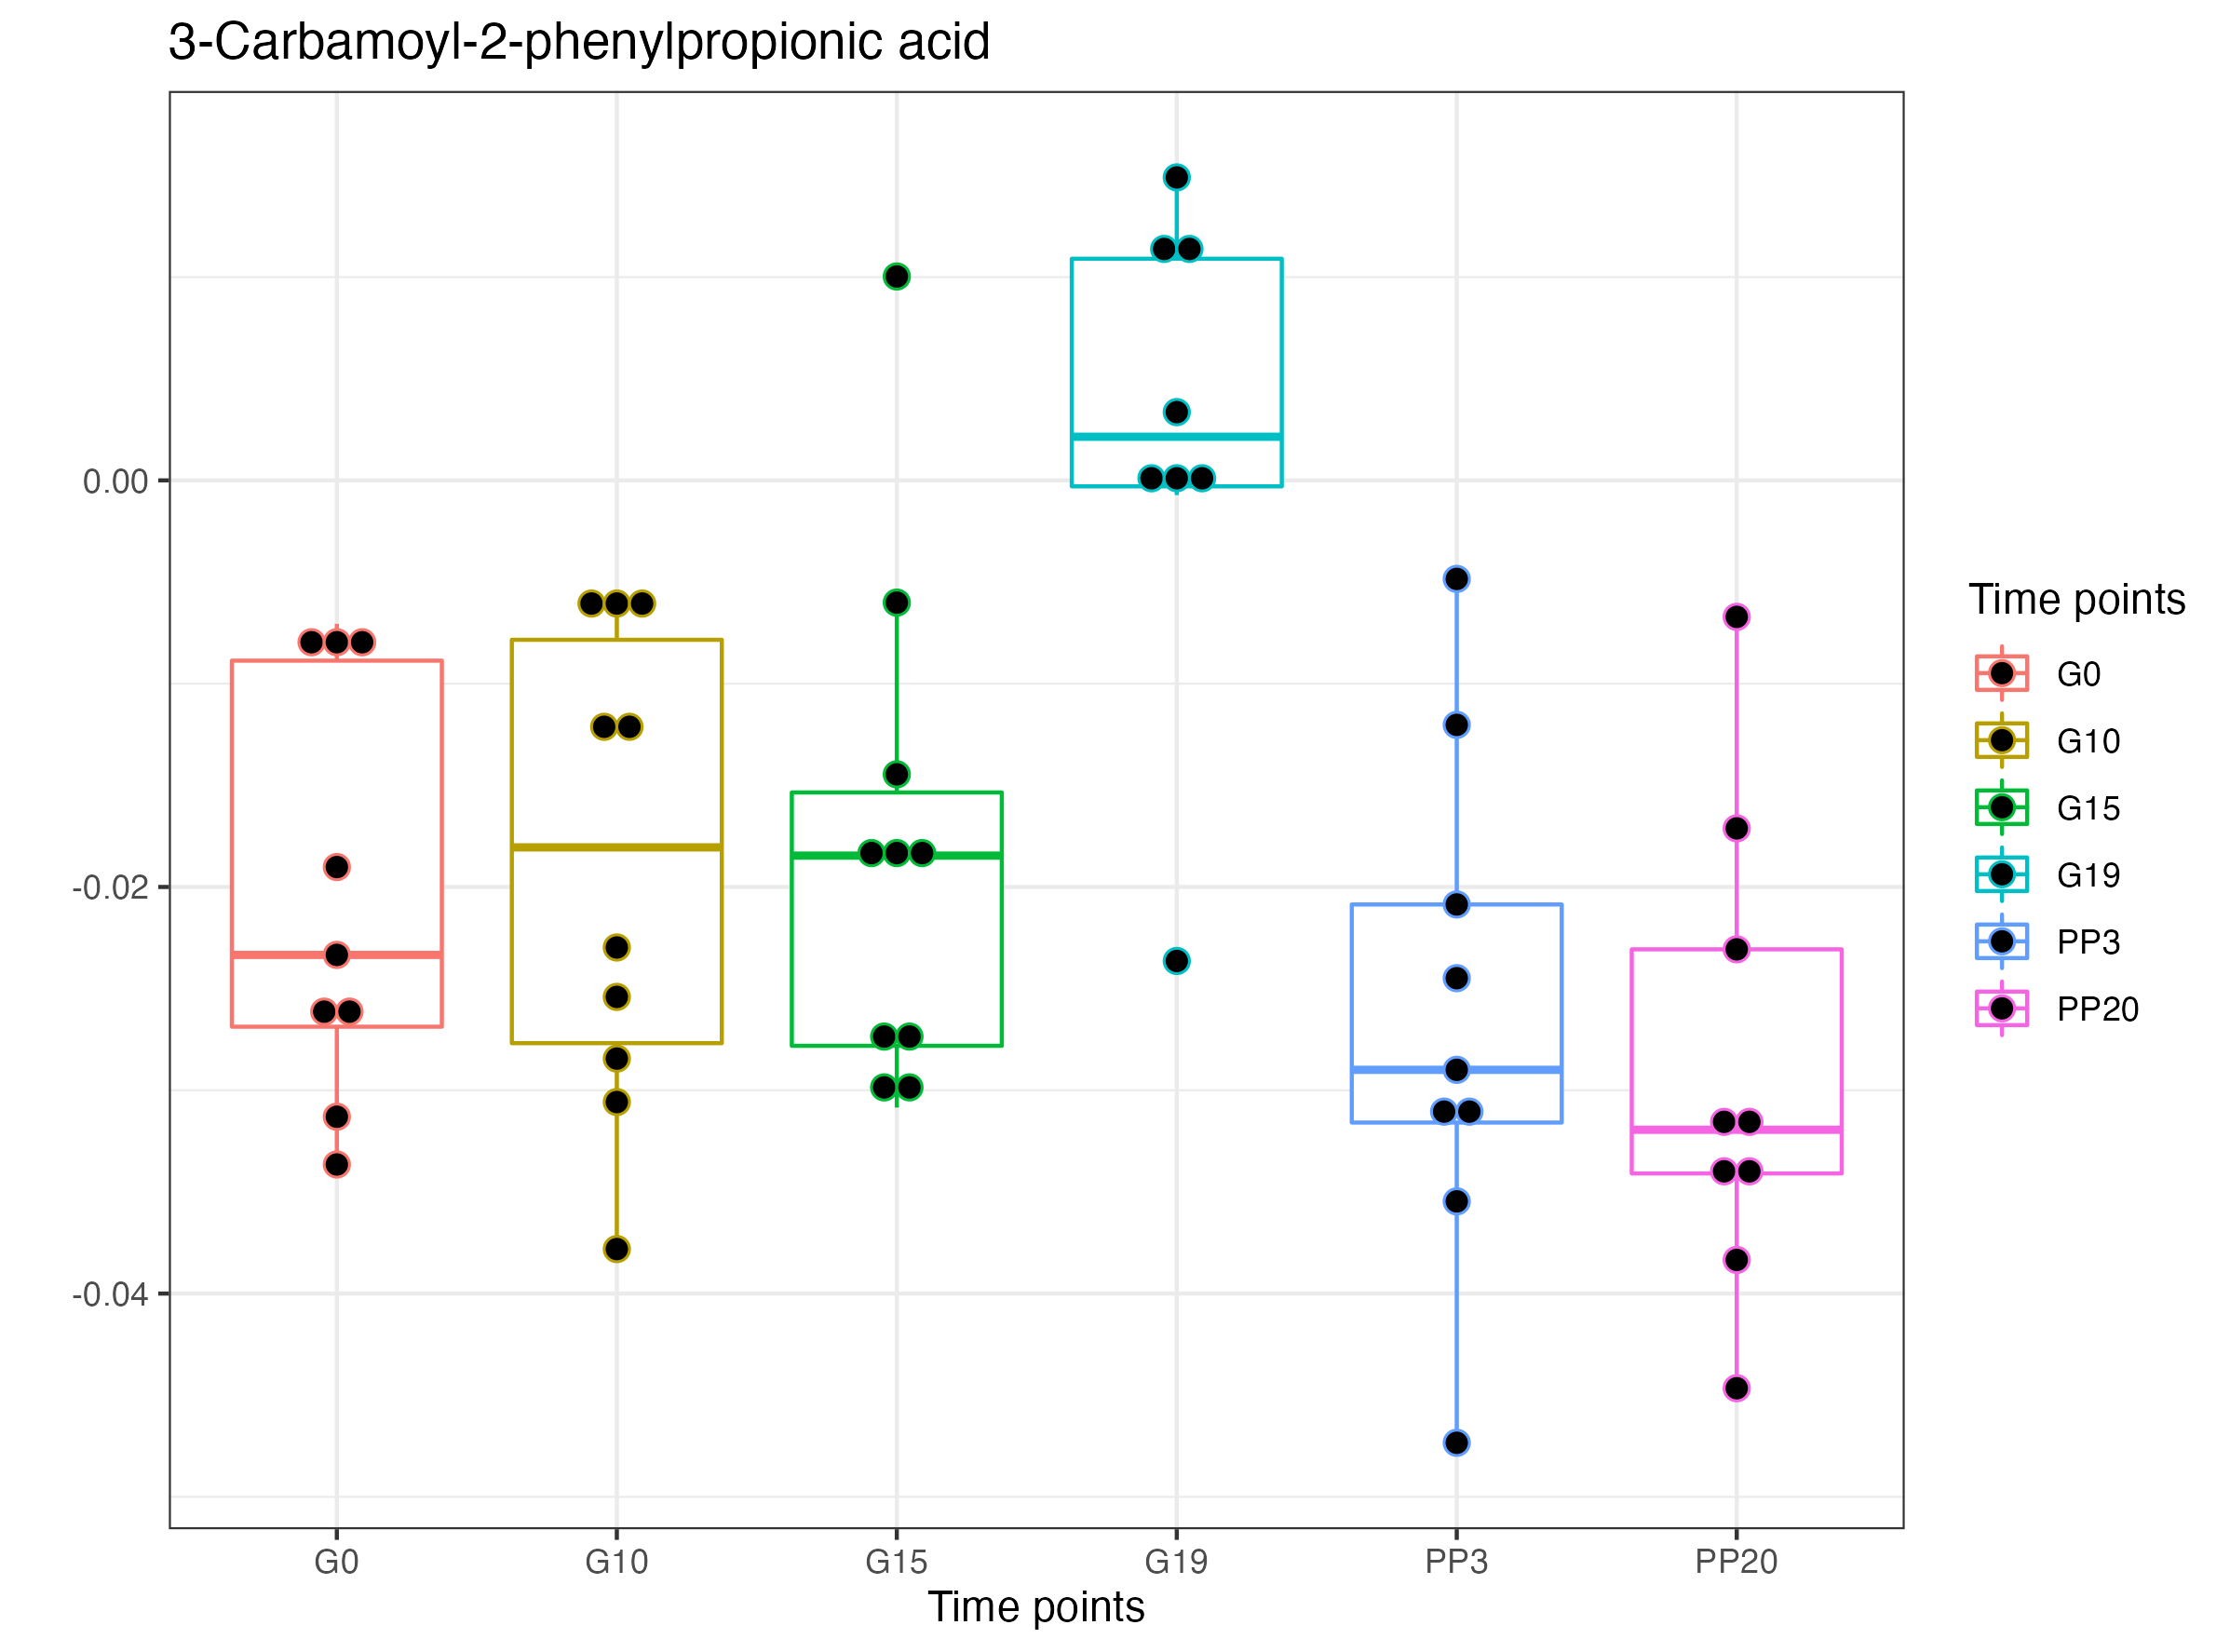 3-Carbamoyl-2-phenylpropionic acid
0.00
-0.02
-0.04
G0
G10
G15
G19
PP3
PP20
Time points
Time points
G0
G10
G15
G19
PP3
PP20